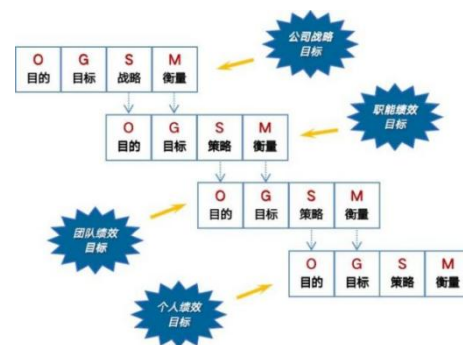 公司战略
目标
O G S M
目的 目标 战略 衡量
职能绩效
目标
O G S M
目的 目标 策略 衡量
O G S M
目的 目标 策略 衡量
团队绩效
目标
O G S M
目的 目标 策略 衡量
个人绩效
目标